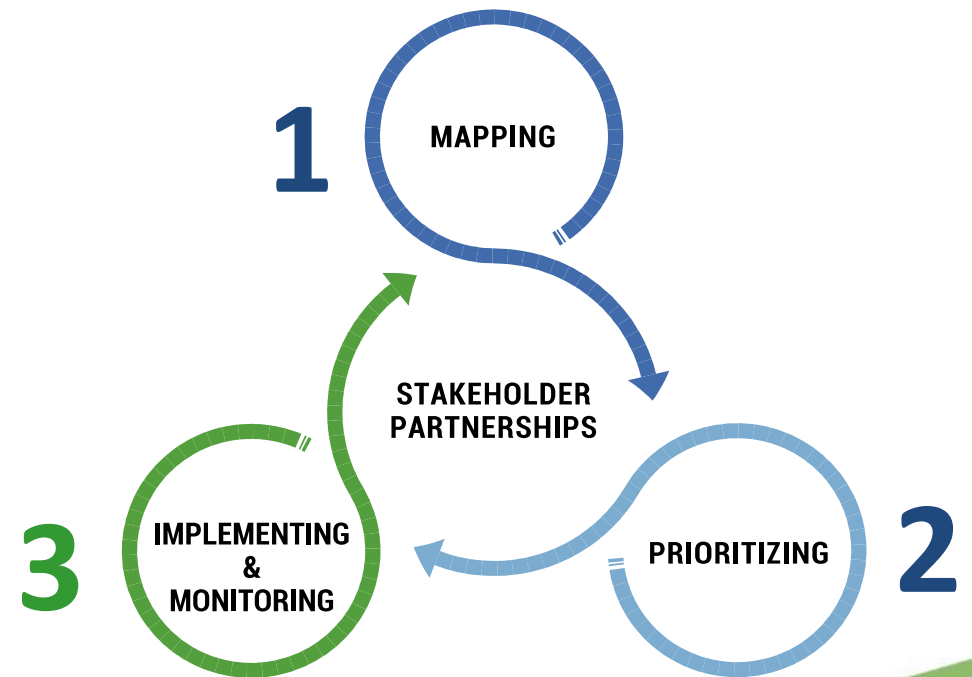 1
MAPPING
STAKEHOLDER
PARTNERSHIPS
PRIORITIZING
2
3
IMPLEMENTING
&
MONITORING